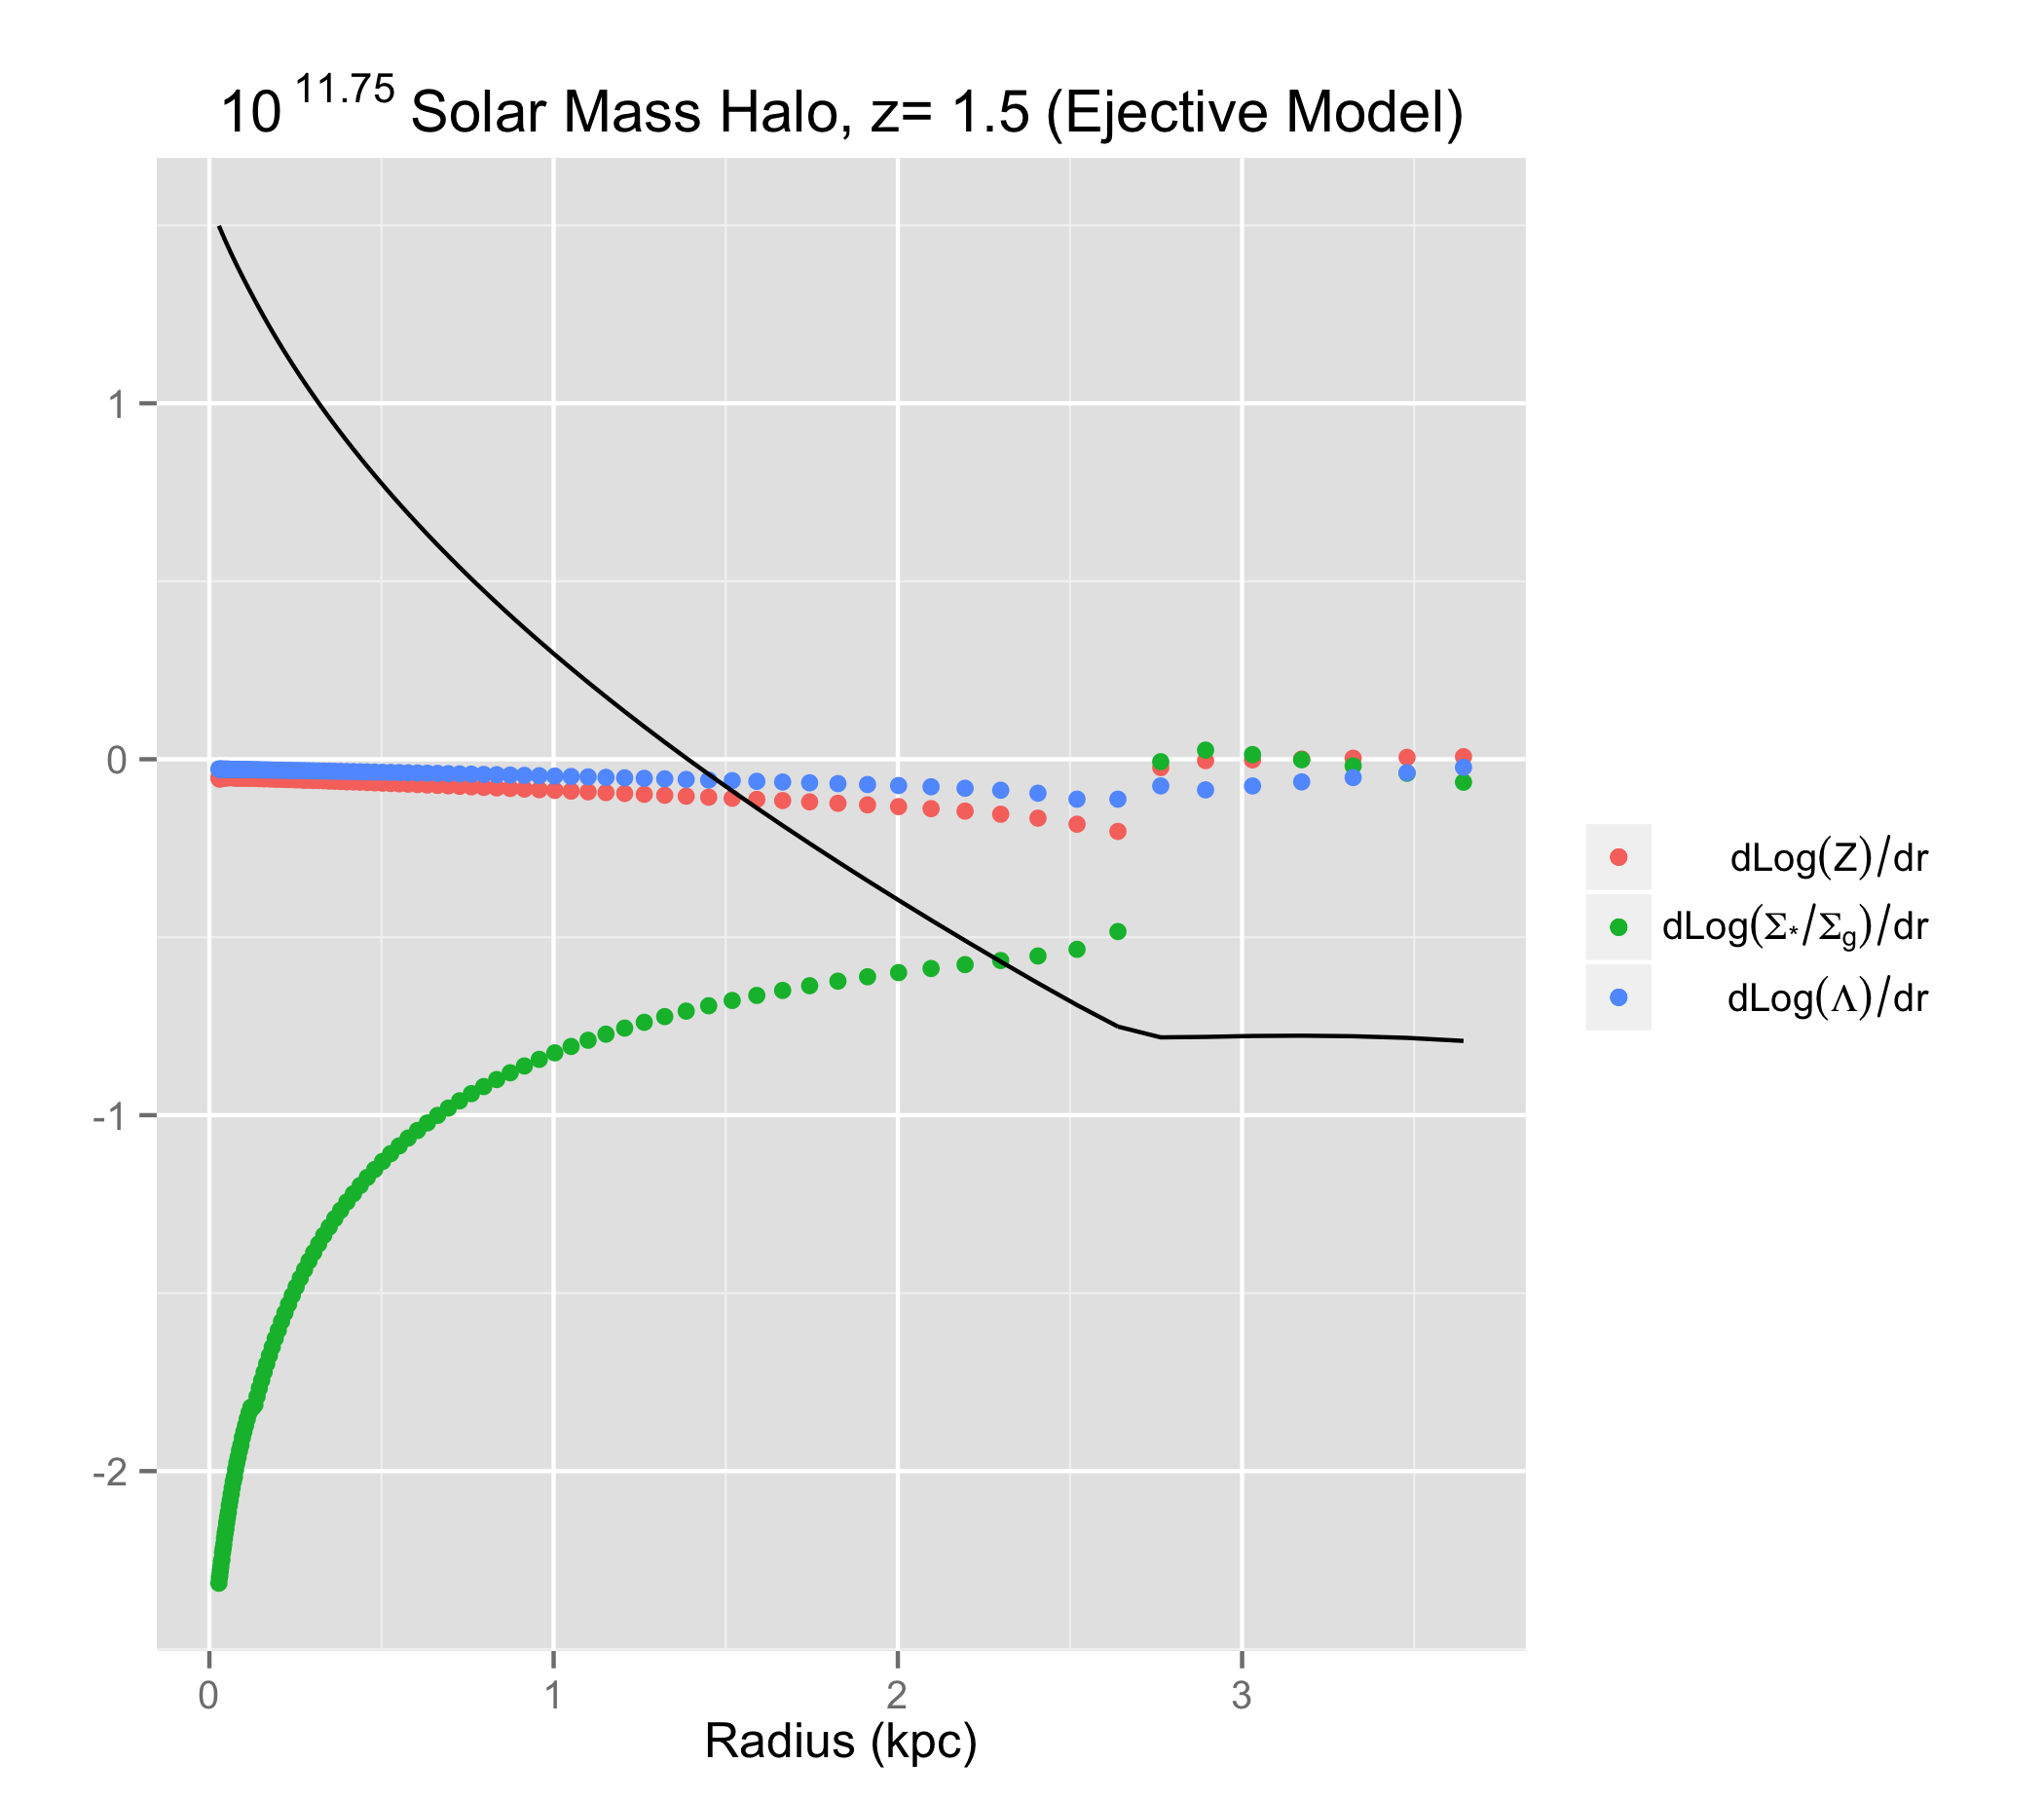 10^11.75 Solar Mass Halo, z= 1.5 (Ejective Model)
1
0
-1
-2
0 1 2 3
Radius (kpc)
dLog(Z)/dr
dLog(Σ*/Σg)/dr
dLog(Λ)/dr